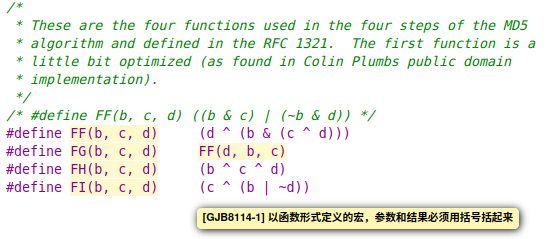 /*
 * These are the four functions used in the four steps of the MD5
 * algorithm and defined in the RFC 1321.  The first function is a
 * little bit optimized (as found in Colin Plumbs public domain
 * implementation).
 */
/* #define FF(b, c, d) ((b & c) | (~b & d)) */
#define FF(b, c, d)     (d ^ (b & (c ^ d)))
#define FG(b, c, d)     FF(d, b, c)
#define FH(b, c, d)     (b ^ c ^ d)
#define FI(b, c, d)     (c ^ (b | ~d))
[GJB8114-1] 以函数形式定义的宏，参数和结果必须用括号括起来